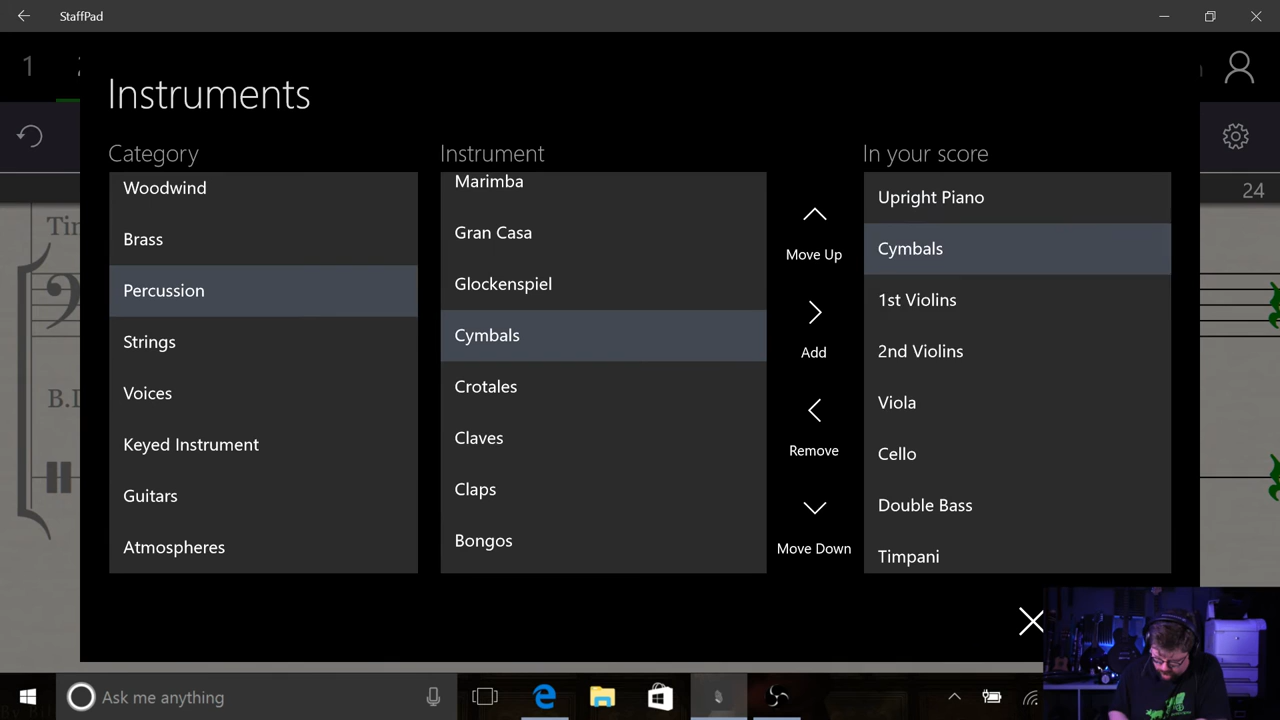 StaffPad
1
Instruments
Category
Instrument
In your score
Woodwind
Brass
Percussion
Strings
Voices
Keyed Instrument
Guitars
Atmospheres
Marimba
Gran Casa
Glockenspiel
Cymbals
Crotales
Claves
Claps
Bongos
Move Up
Add
Remove
Move Down
Upright Piano
Cymbals
1st Violins
2nd Violins
Viola
Cello
Double Bass
Timpani
24
Ask me anything